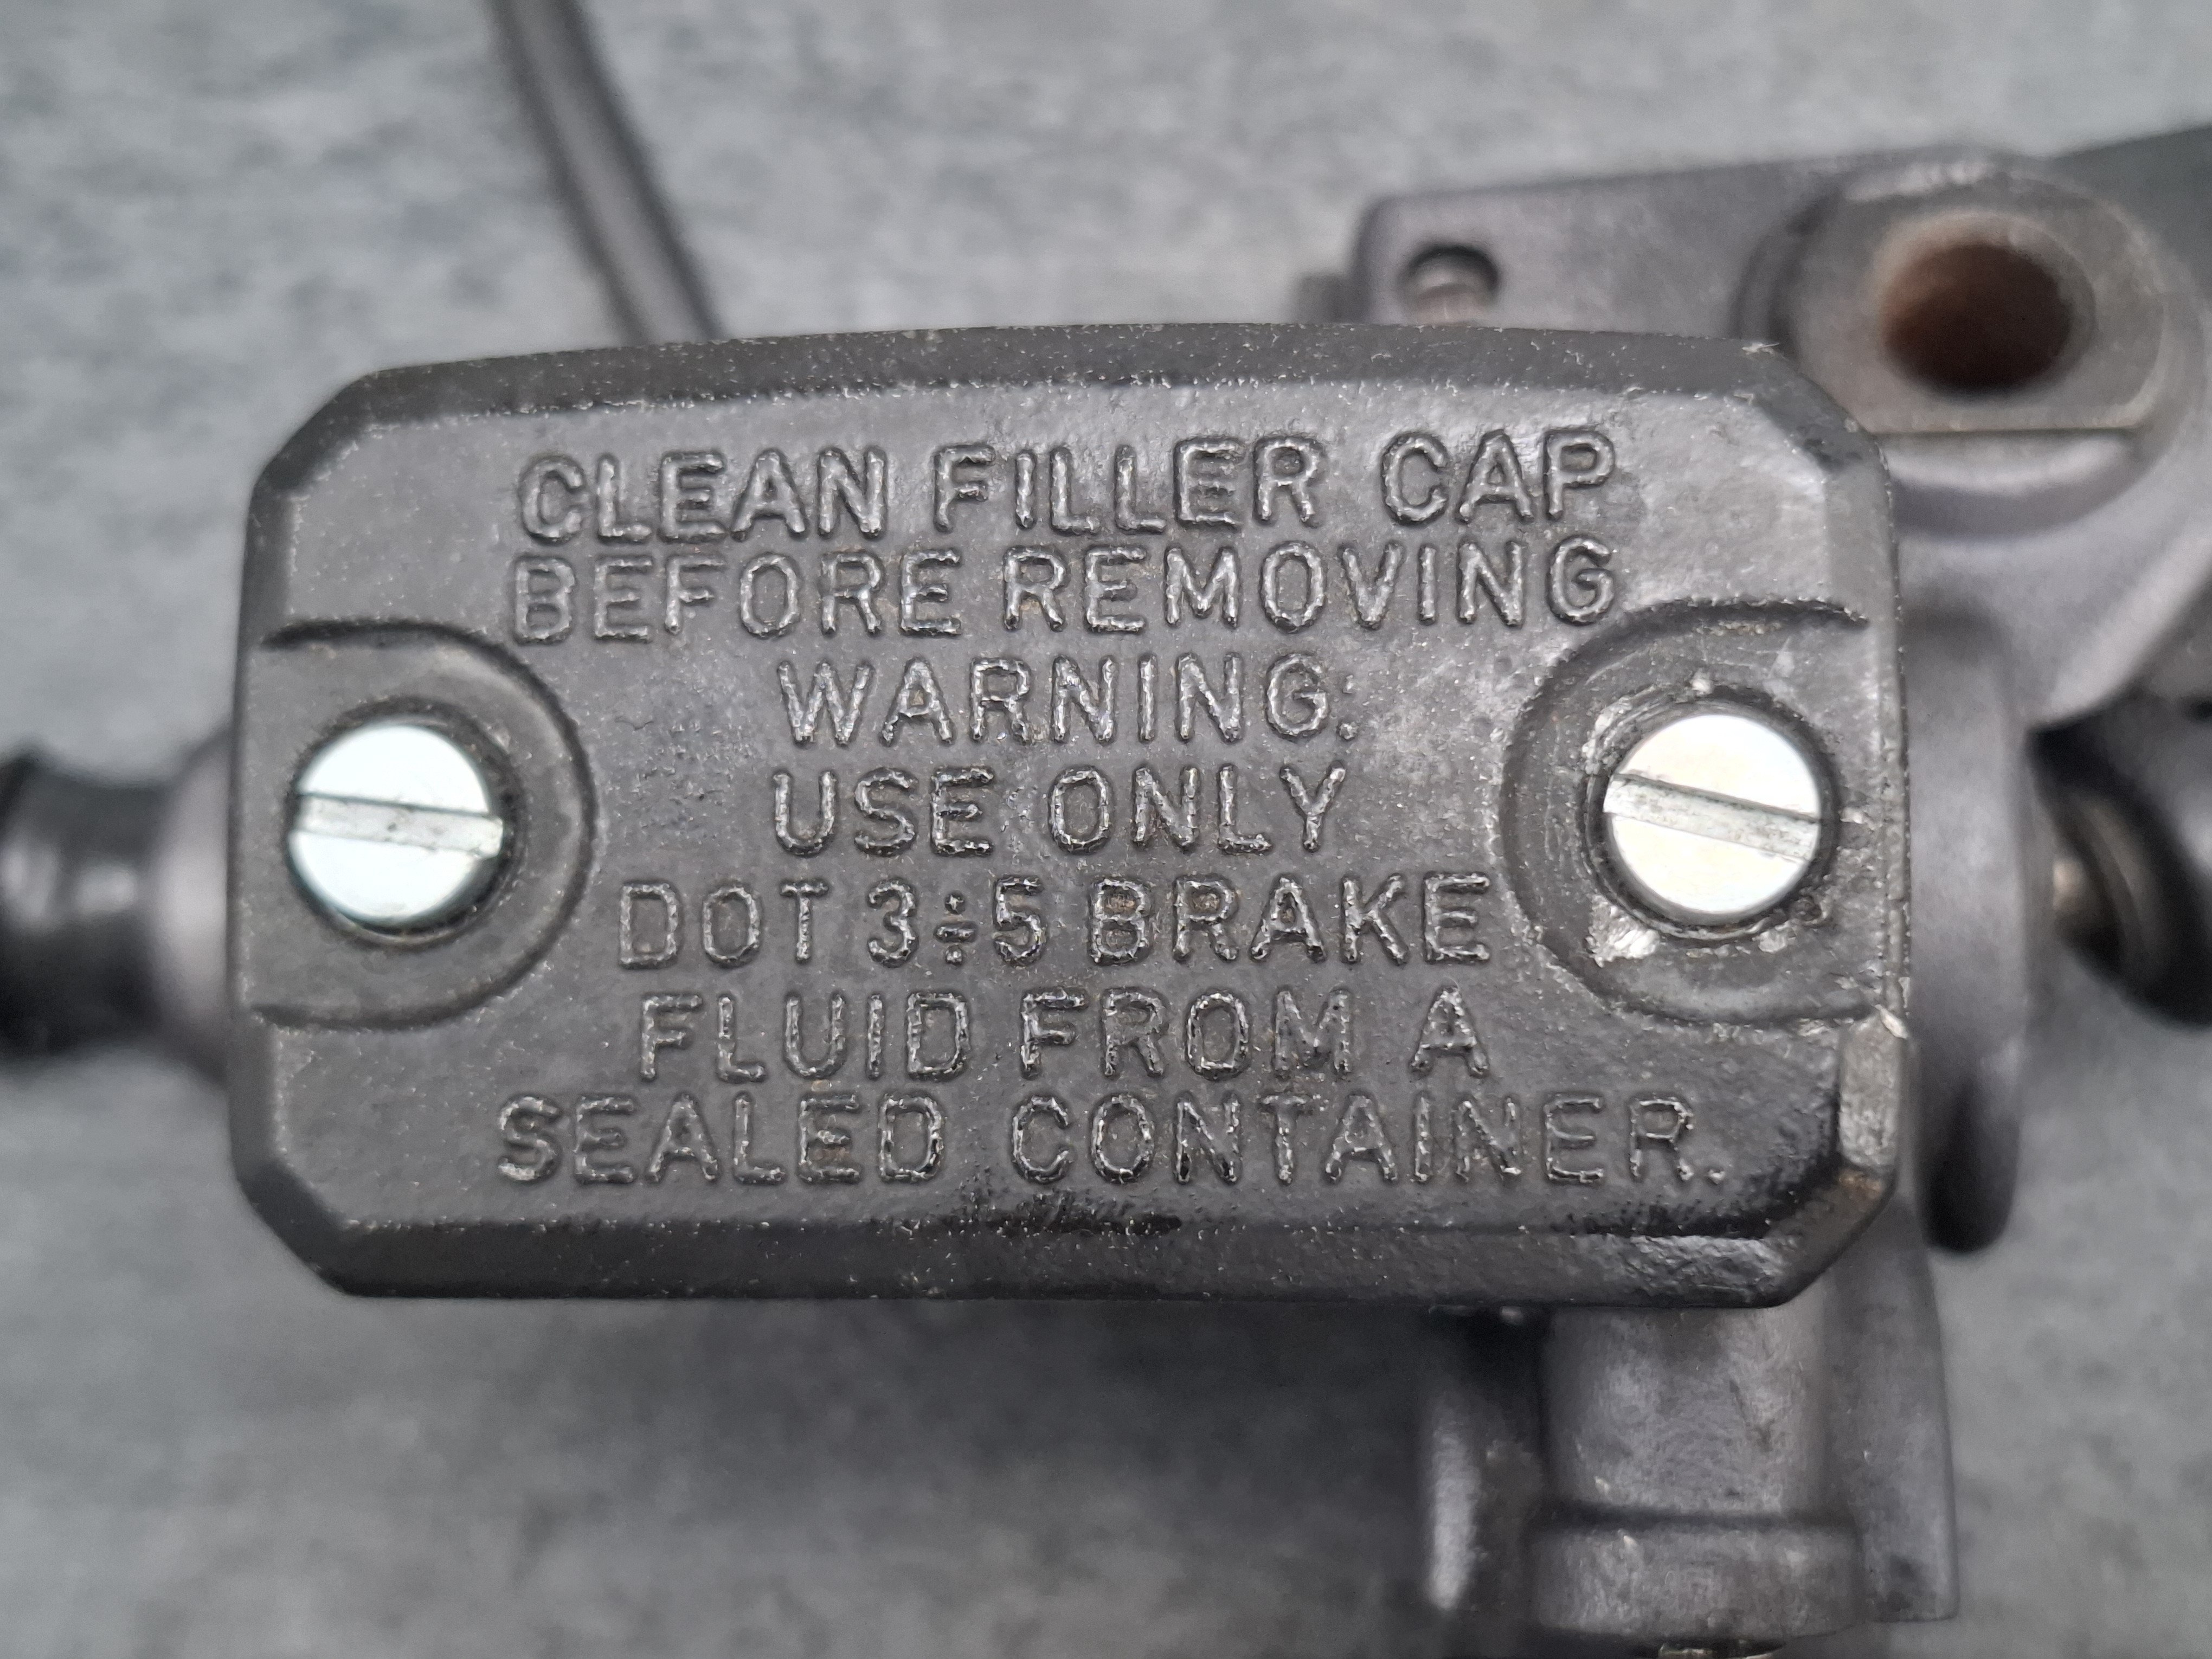 CLEAN FILLER CAP
BEFORE REMOVING
WARNING:
USE ONLY
DOT 3÷5 BRAKE
FLUID FROM A
SEALED CONTAINER.